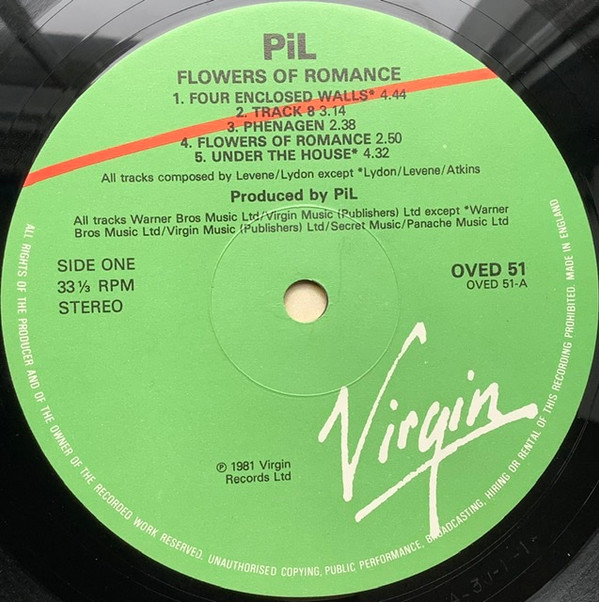 PiL
FLOWERS OF ROMANCE
1. FOUR ENCLOSED WALLS* 4.44
2. TRACK 8 3.14
3. PHENAGEN 2.38
4. FLOWERS OF ROMANCE 2.50
5. UNDER THE HOUSE* 4.32
All tracks composed by Levene/Lydon except *Lydon/Levene/Atkins
Produced by PiL
All tracks Warner Bros Music Ltd/Virgin Music (Publishers) Ltd except *Warner
Bros Music Ltd/Virgin Music (Publishers) Ltd/Secret Music/Panache Music Ltd
SIDE ONE
33⅓ RPM
STEREO
OVED 51
OVED 51-A
Virgin
℗ 1981 Virgin
Records Ltd
ALL RIGHTS OF THE PRODUCER AND OF THE OWNER OF THE RECORDED WORK RESERVED. UNAUTHORISED COPYING, PUBLIC PERFORMANCE, BROADCASTING, HIRING OR RENTAL OF THIS RECORDING PROHIBITED. MADE IN ENGLAND